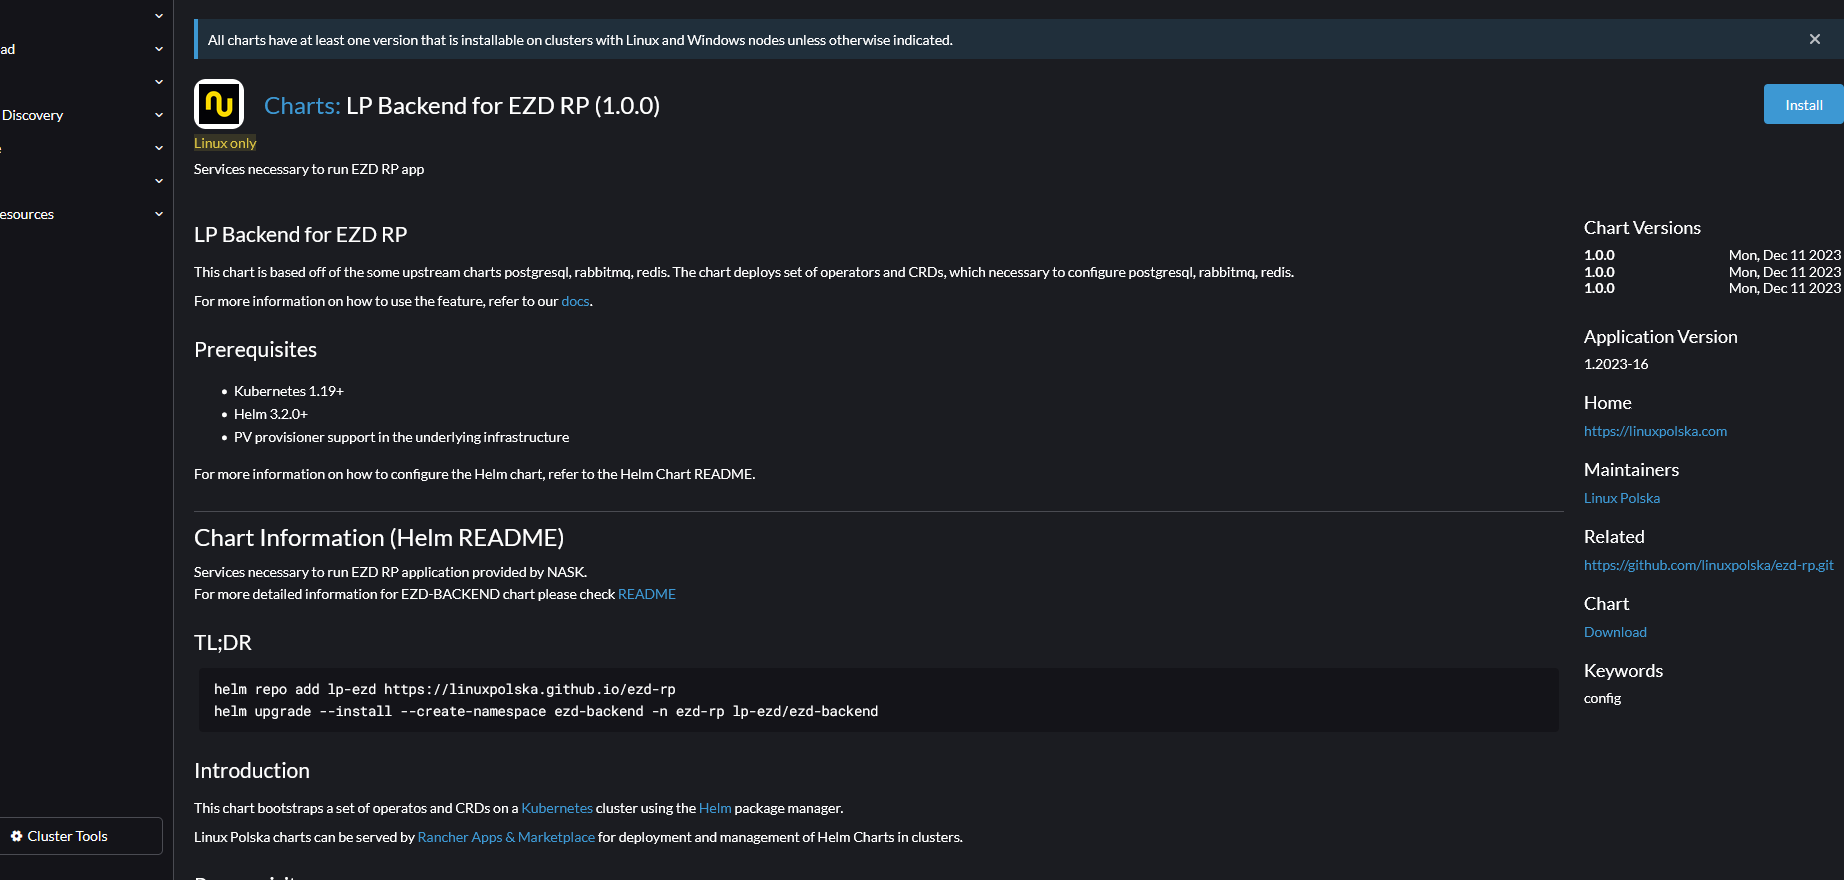 All charts have at least one version that is installable on clusters with Linux and Windows nodes unless otherwise indicated.
Charts: LP Backend for EZD RP (1.0.0)
Install
Linux only
Services necessary to run EZD RP app
ad
Discovery
esources
Cluster Tools
LP Backend for EZD RP
This chart is based off of the some upstream charts postgresql, rabbitmq, redis. The chart deploys set of operators and CRDs, which necessary to configure postgresql, rabbitmq, redis.
For more information on how to use the feature, refer to our docs.
Prerequisites
• Kubernetes 1.19+
• Helm 3.2.0+
• PV provisioner support in the underlying infrastructure
For more information on how to configure the Helm chart, refer to the Helm Chart README.
Chart Information (Helm README)
Services necessary to run EZD RP application provided by NASK.
For more detailed information for EZD-BACKEND chart please check README
TL;DR
helm repo add lp-ezd https://linuxpolska.github.io/ezd-rp
helm upgrade --install --create-namespace ezd-backend -n ezd-rp lp-ezd/ezd-backend
Introduction
This chart bootstraps a set of operatos and CRDs on a Kubernetes cluster using the Helm package manager.
Linux Polska charts can be served by Rancher Apps & Marketplace for deployment and management of Helm Charts in clusters.
Chart Versions
1.0.0 Mon, Dec 11 2023
1.0.0 Mon, Dec 11 2023
1.0.0 Mon, Dec 11 2023
Application Version
1.2023-16
Home
https://linuxpolska.com
Maintainers
Linux Polska
Related
https://github.com/linuxpolska/ezd-rp.git
Chart
Download
Keywords
config